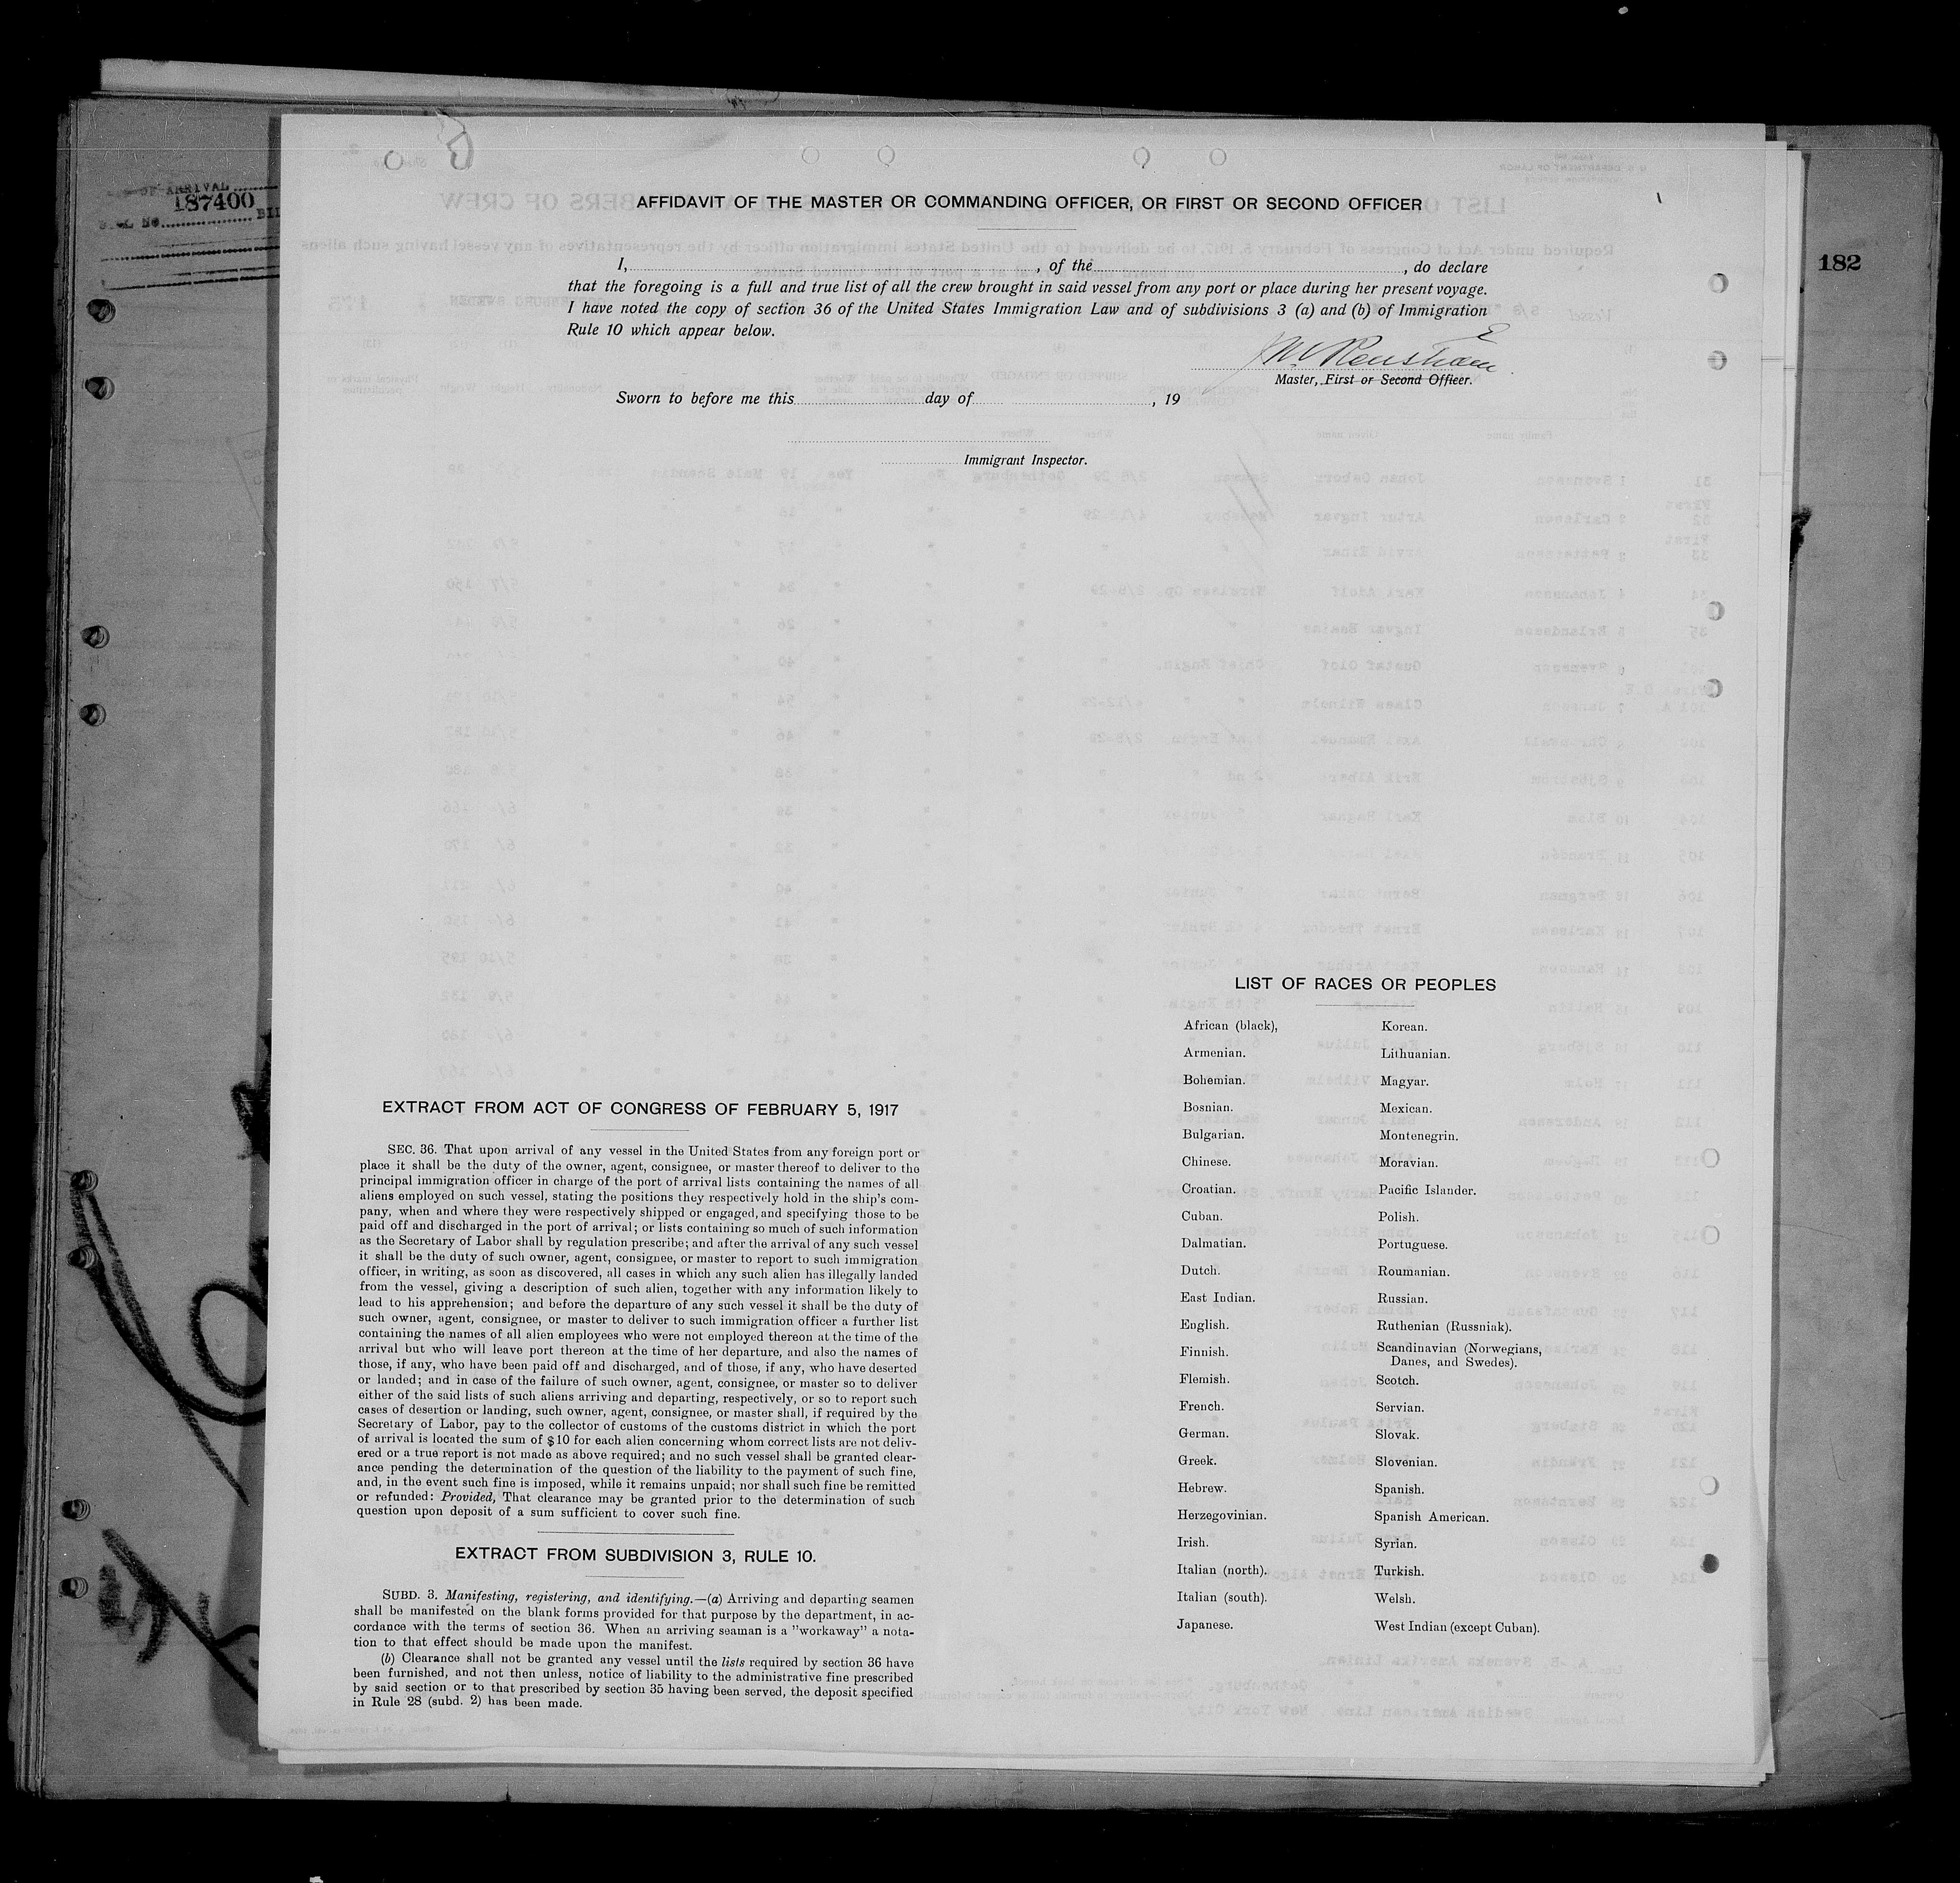 187400
182
AFFIDAVIT OF THE MASTER OR COMMANDING OFFICER, OR FIRST OR SECOND OFFICER
I, , of the , do declare
that the foregoing is a full and true list of all the crew brought in said vessel from any port or place during her present voyage.
I have noted the copy of section 36 of the United States Immigration Law and of subdivisions 3 (a) and (b) of Immigration
Rule 10 which appear below.
Master, First or Second Officer.
Sworn to before me this day of , 19
Immigrant Inspector.
EXTRACT FROM ACT OF CONGRESS OF FEBRUARY 5, 1917
SEC. 36. That upon arrival of any vessel in the United States from any foreign port or
place it shall be the duty of the owner, agent, consignee, or master thereof to deliver to the
principal immigration officer in charge of the port of arrival lists containing the names of all
aliens employed on such vessel, stating the positions they respectively hold in the ship's com-
pany, when and where they were respectively shipped or engaged, and specifying those to be
paid off and discharged in the port of arrival; or lists containing so much of such information
as the Secretary of Labor shall by regulation prescribe; and after the arrival of any such vessel
it shall be the duty of such owner, agent, consignee, or master to report to such immigration
officer, in writing, as soon as discovered, all cases in which any such alien has illegally landed
from the vessel, giving a description of such alien, together with any information likely to
lead to his apprehension; and before the departure of any such vessel it shall be the duty of
such owner, agent, consignee, or master to deliver to such immigration officer a further list
containing the names of all alien employees who were not employed thereon at the time of the
arrival but who will leave port thereon at the time of her departure, and also the names of
those, if any, who have been paid off and discharged, and of those, if any, who have deserted
or landed; and in case of the failure of such owner, agent, consignee, or master so to deliver
either of the said lists of such aliens arriving and departing, respectively, or so to report such
cases of desertion or landing, such owner, agent, consignee, or master shall, if required by the
Secretary of Labor, pay to the collector of customs of the customs district in which the port
of arrival is located the sum of $10 for each alien concerning whom correct lists are not deliv-
ered or a true report is not made as above required; and no such vessel shall be granted clear-
ance pending the determination of the question of the liability to the payment of such fine,
and, in the event such fine is imposed, while it remains unpaid; nor shall such fine be remitted
or refunded: Provided, That clearance may be granted prior to the determination of such
question upon deposit of a sum sufficient to cover such fine.
EXTRACT FROM SUBDIVISION 3, RULE 10.
SUBD. 3. Manifesting, registering, and identifying.—(a) Arriving and departing seamen
shall be manifested on the blank forms provided for that purpose by the department, in ac-
cordance with the terms of section 36. When an arriving seaman is a "workaway" a nota-
tion to that effect should be made upon the manifest.
(b) Clearance shall not be granted any vessel until the lists required by section 36 have
been furnished, and not then unless, notice of liability to the administrative fine prescribed
by said section or to that prescribed by section 35 having been served, the deposit specified
in Rule 28 (subd. 2) has been made.
LIST OF RACES OR PEOPLES
African (black),
Armenian.
Bohemian.
Bosnian.
Bulgarian.
Chinese.
Croatian.
Cuban.
Dalmatian.
Dutch.
East Indian.
English.
Finnish.
Flemish.
French.
German.
Greek.
Hebrew.
Herzegovinian.
Irish.
Italian (north).
Italian (south).
Japanese.
Korean.
Lithuanian.
Magyar.
Mexican.
Montenegrin.
Moravian.
Pacific Islander.
Polish.
Portuguese.
Roumanian.
Russian.
Ruthenian (Russniak).
Scandinavian (Norwegians,
Danes, and Swedes).
Scotch.
Servian.
Slovak.
Slovenian.
Spanish.
Spanish American.
Syrian.
Turkish.
Welsh.
West Indian (except Cuban).